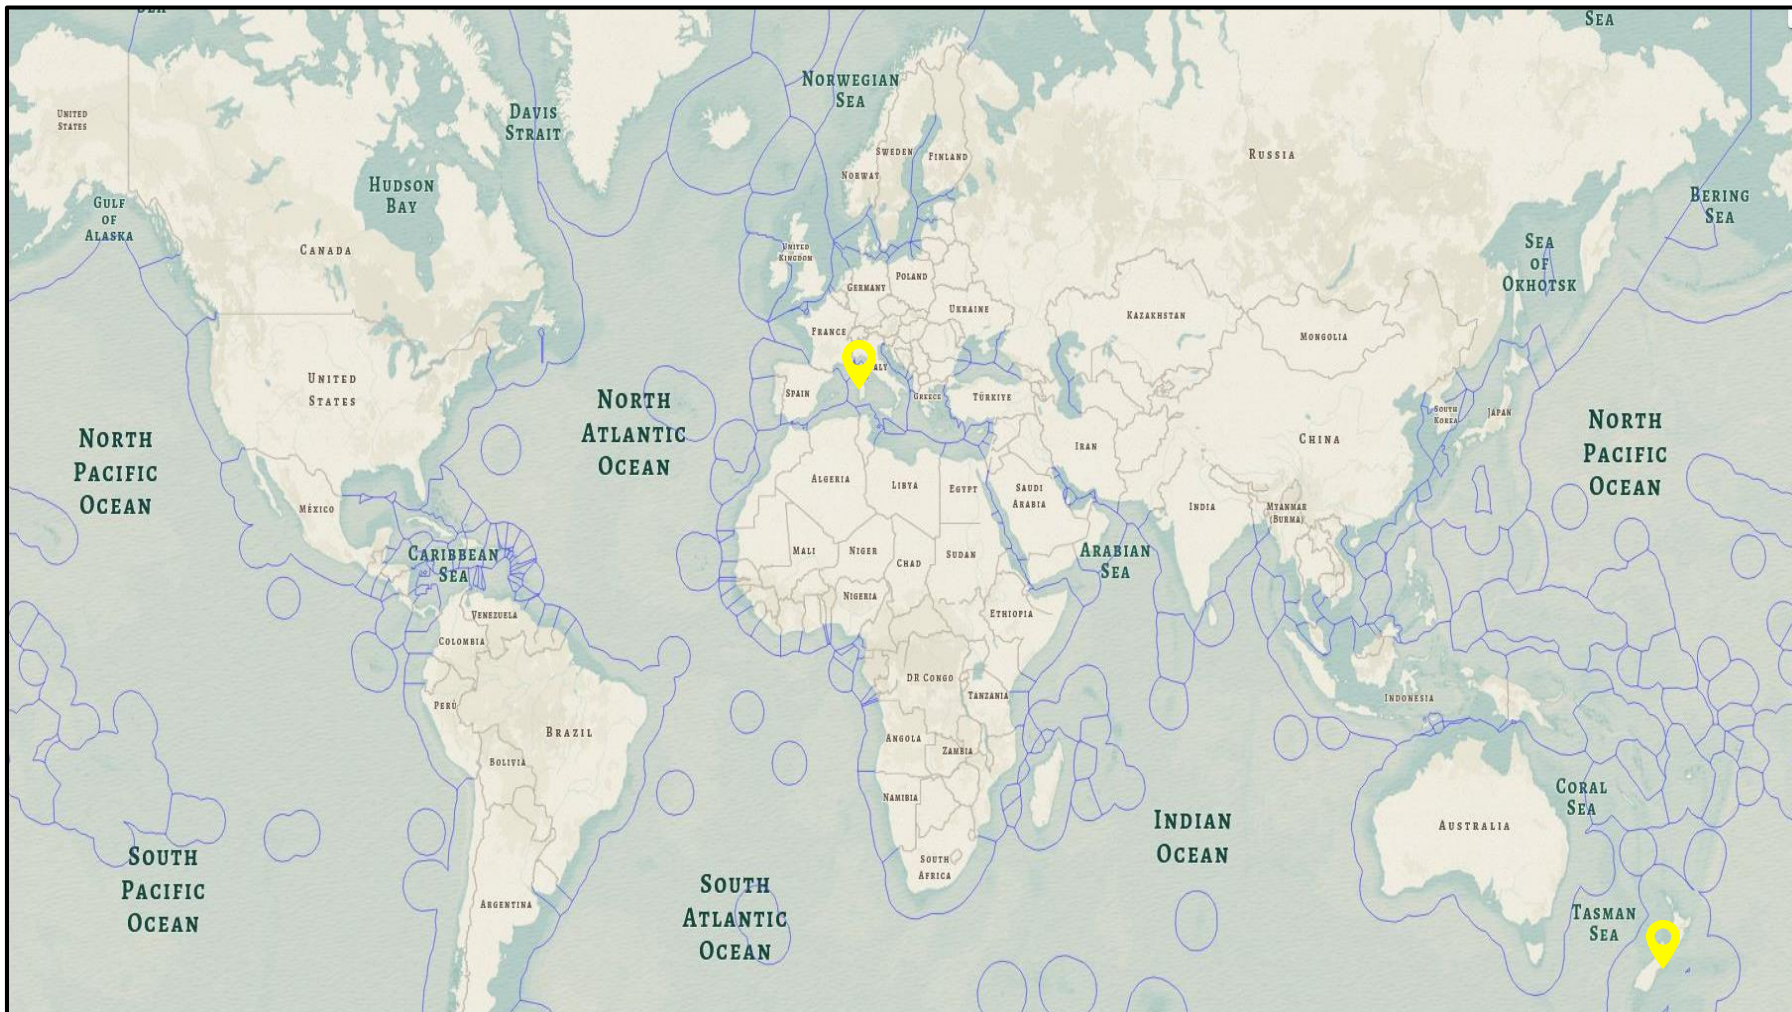 SEA
SEA
NORWEGIAN
SEA
DAVIS
STRAIT
UNITED
STATES
SWEDEN
FINLAND
NORWAY
RUSSIA
HUDSON
BAY
GULF
OF
ALASKA
BERING
SEA
CANADA
UNITED
KINGDOM
SEA
OF
OKHOTSK
POLAND
GERMANY
UKRAINE
KAZAKHSTAN
FRANCE
MONGOLIA
ALY
UNITED
STATES
SPAIN
GREECE
TÜRKIYE
SOUTH
KOREA
JAPAN
NORTH
ATLANTIC
OCEAN
NORTH
PACIFIC
OCEAN
NORTH
PACIFIC
OCEAN
IRAN
CHINA
ALGERIA
LIBYA
EGYPT
SAUDI
ARABIA
MÉXICO
INDIA
MYANMAR
(BURMA)
MALI
NIGER
CHAD
SUDAN
CARIBBEAN
SEA
ARABIAN
SEA
NIGERIA
ETHIOPIA
VENEZUELA
COLOMBIA
DR CONGO
TANZANIA
INDONESIA
PERÚ
BRAZIL
ANGOLA
ZAMBIA
BOLIVIA
NAMIBIA
CORAL
SEA
INDIAN
OCEAN
AUSTRALIA
SOUTH
PACIFIC
OCEAN
SOUTH
AFRICA
SOUTH
ATLANTIC
OCEAN
ARGENTINA
TASMAN
SEA